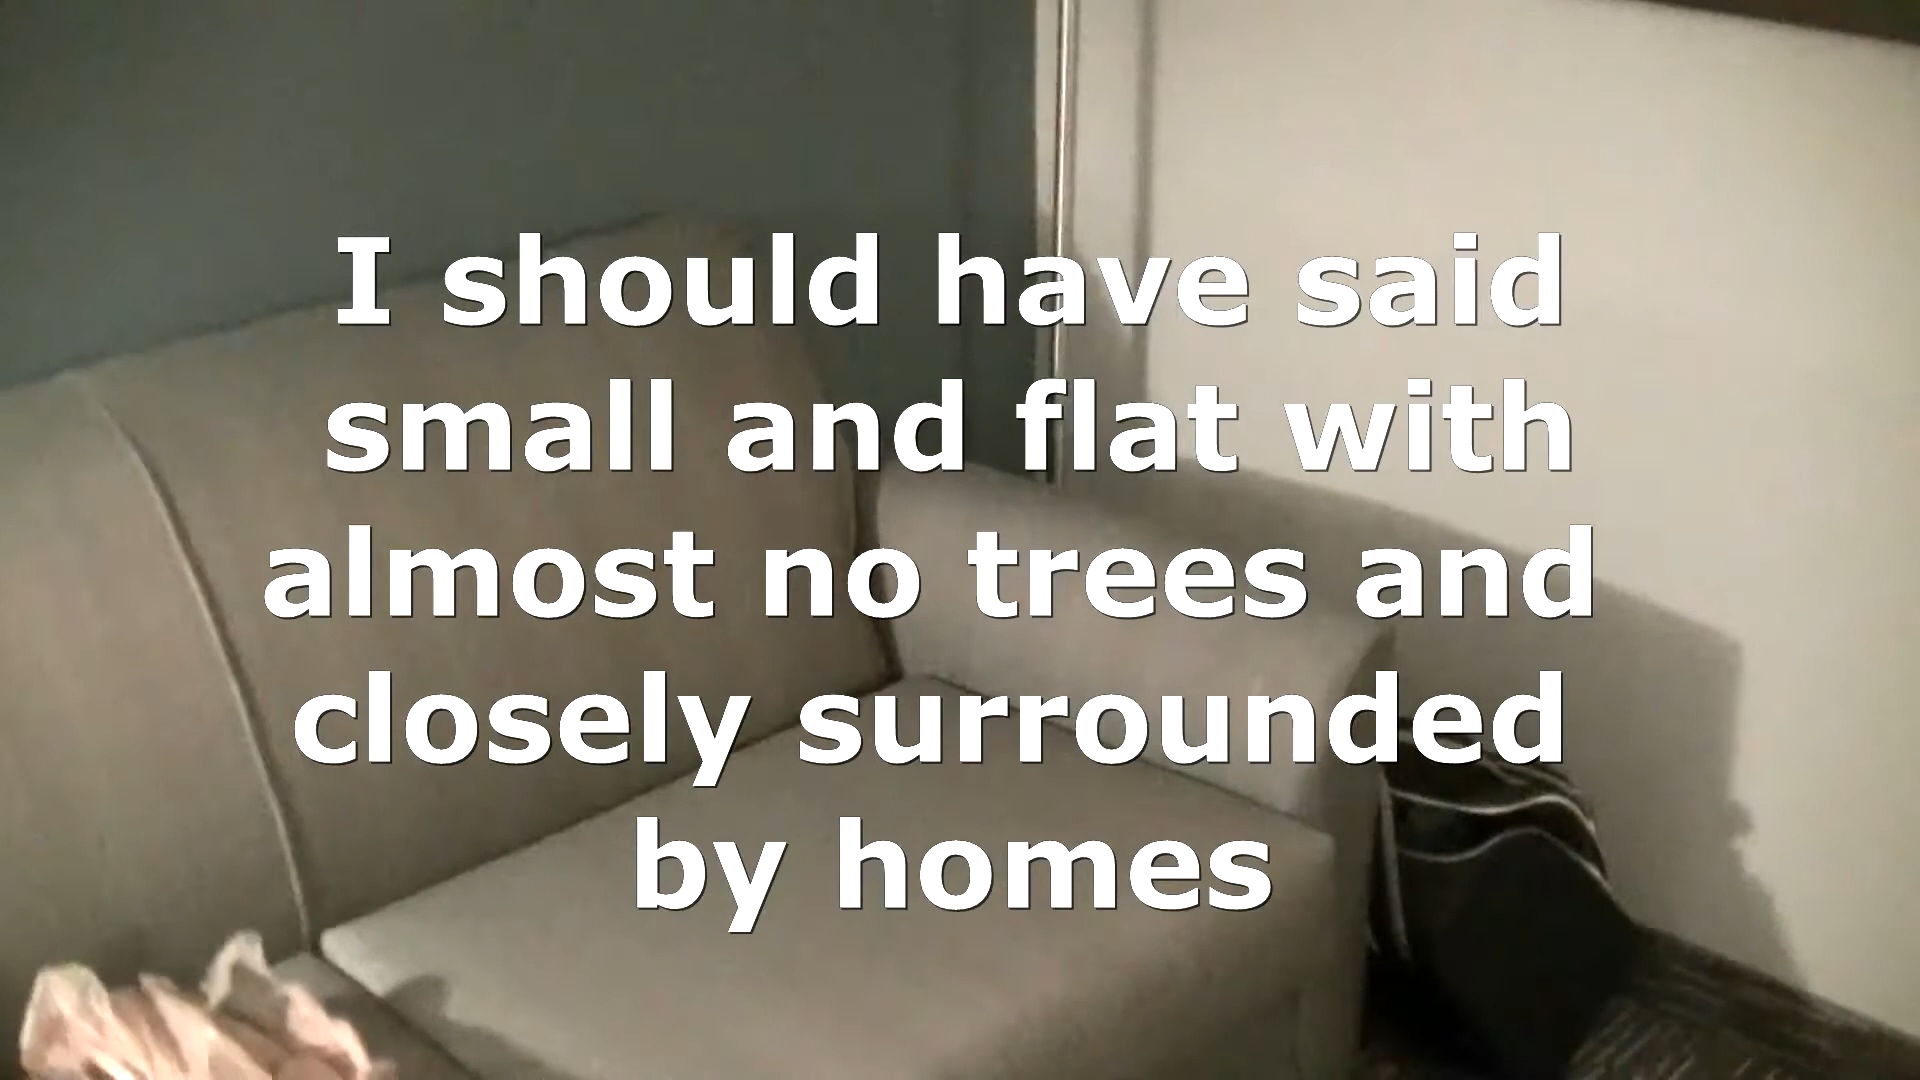 I should have said
small and flat with
almost no trees and
closely surrounded
by homes